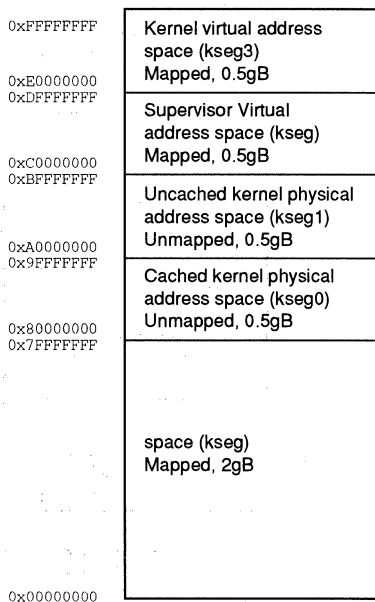 0xFFFFFFFF
Kernel virtual address
space (kseg3)
Mapped, 0.5gB
0xE0000000
0xDFFFFFFF
Supervisor Virtual
address space (kseg)
Mapped, 0.5gB
0xC0000000
0xBFFFFFFF
Uncached kernel physical
address space (kseg1)
Unmapped, 0.5gB
0xA0000000
0x9FFFFFFF
Cached kernel physical
address space (kseg0)
Unmapped, 0.5gB
0x80000000
0x7FFFFFFF
space (kseg)
Mapped, 2gB
0x00000000